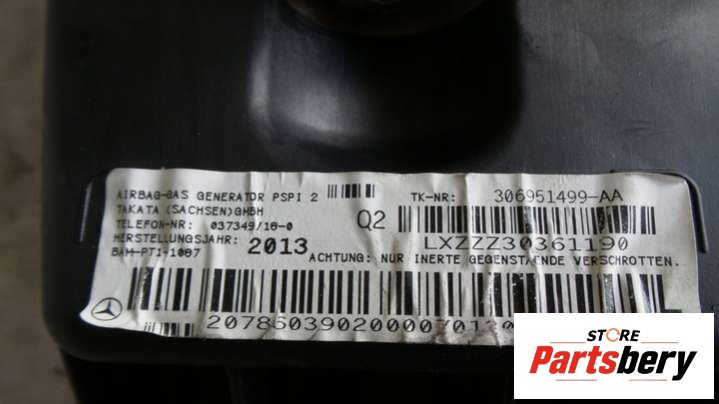 AIRBAG-GAS GENERATOR PSPI 2
TAKATA (SACHSEN)GMBH
TELEFON-NR: 037349/18-0
HERSTELLUNGSJAHR: 2013
BAM-PT1-1087
Q2
TK-NR: 306951499-AA
LXZZZ30361190
ACHTUNG: NUR INERTE GEGENSTAENDE VERSCHROTTEN.
STORE
Partsbery